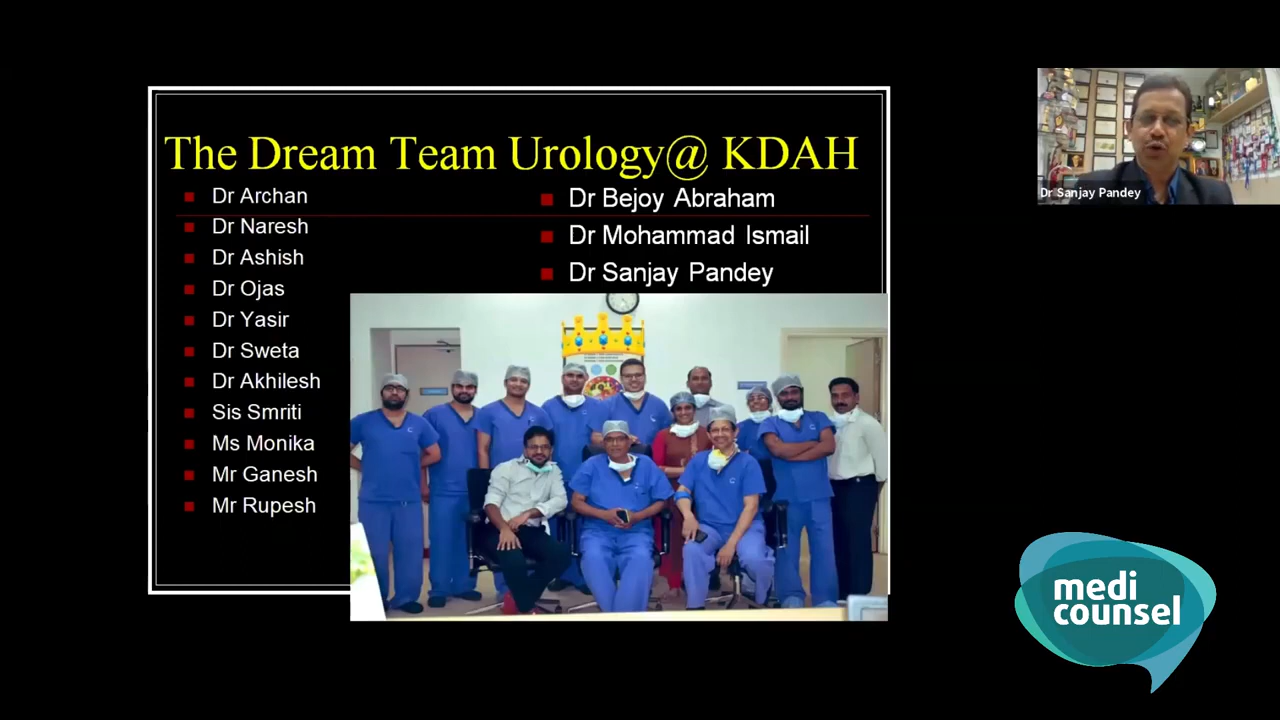 The Dream Team Urology@ KDAH
Dr Archan
Dr Naresh
Dr Ashish
Dr Ojas
Dr Yasir
Dr Sweta
Dr Akhilesh
Sis Smriti
Ms Monika
Mr Ganesh
Mr Rupesh
Dr Bejoy Abraham
Dr Mohammad Ismail
Dr Sanjay Pandey
Dr Sanjay Pandey
medi
counsel